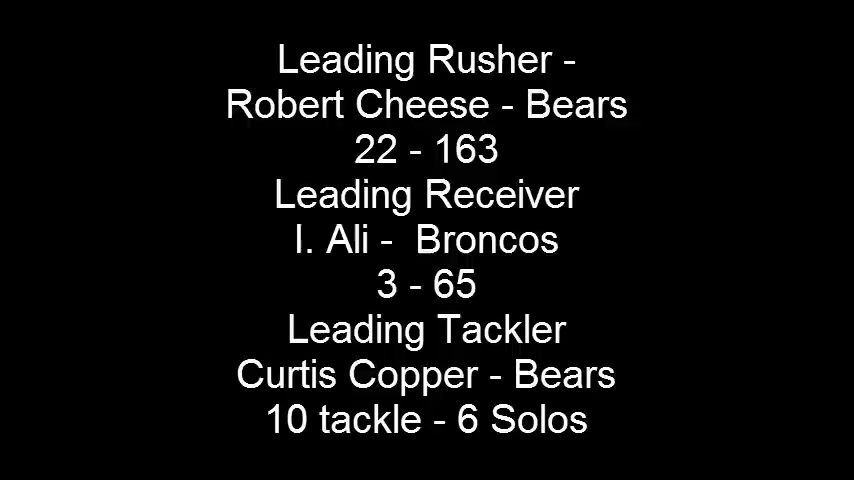 Leading Rusher -
Robert Cheese - Bears
22 - 163
Leading Receiver
I. Ali -  Broncos
3 - 65
Leading Tackler
Curtis Copper - Bears
10 tackle - 6 Solos